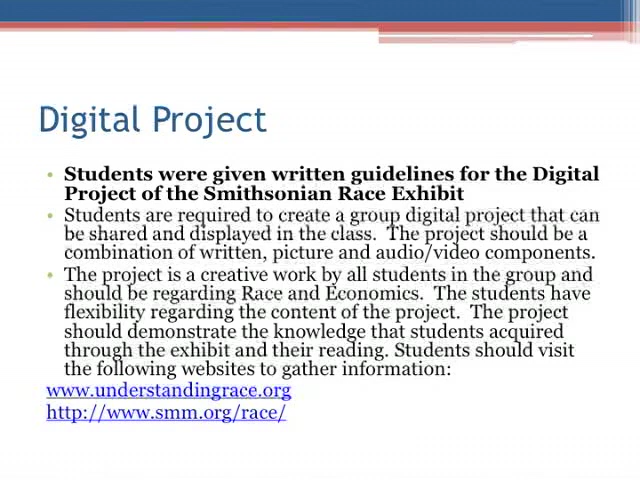 Digital Project
• Students were given written guidelines for the Digital
Project of the Smithsonian Race Exhibit
• Students are required to create a group digital project that can
be shared and displayed in the class.  The project should be a
combination of written, picture and audio/video components.
• The project is a creative work by all students in the group and
should be regarding Race and Economics.  The students have
flexibility regarding the content of the project.  The project
should demonstrate the knowledge that students acquired
through the exhibit and their reading. Students should visit
the following websites to gather information:
www.understandingrace.org
http://www.smm.org/race/